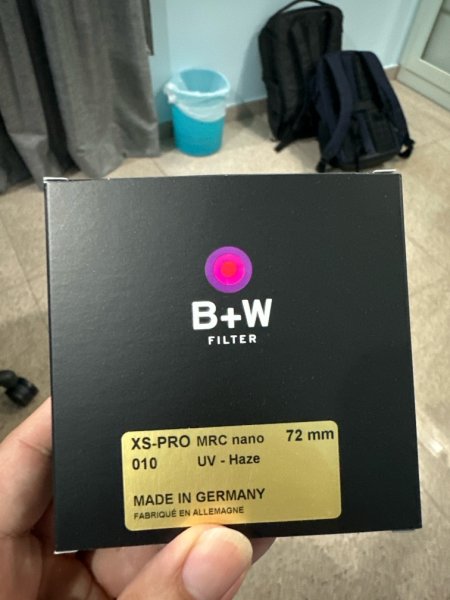 B+W
FILTER
XS-PRO MRC nano 72 mm
010 UV - Haze
MADE IN GERMANY
FABRIQUÉ EN ALLEMAGNE